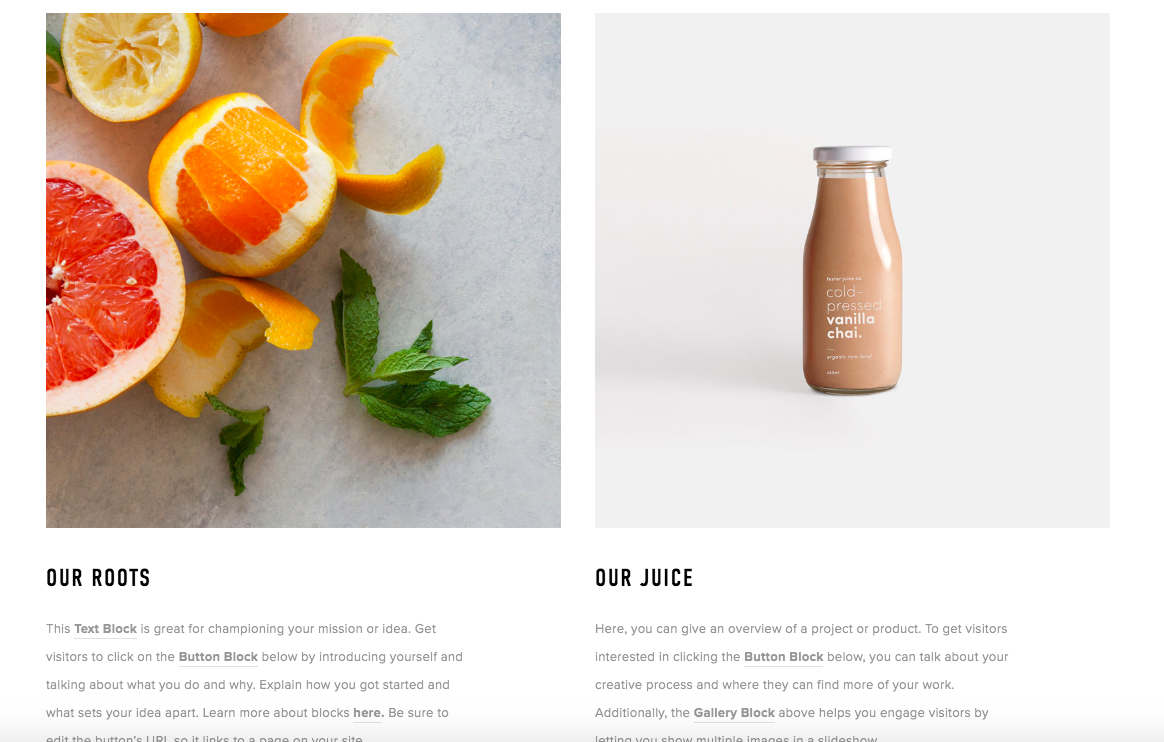 foster juice co.
cold-
pressed
vanilla
chai.
OUR ROOTS
This Text Block is great for championing your mission or idea. Get
visitors to click on the Button Block below by introducing yourself and
talking about what you do and why. Explain how you got started and
what sets your idea apart. Learn more about blocks here. Be sure to
edit the button's URL so it links to a page on your site.
OUR JUICE
Here, you can give an overview of a project or product. To get visitors
interested in clicking the Button Block below, you can talk about your
creative process and where they can find more of your work.
Additionally, the Gallery Block above helps you engage visitors by
letting you show multiple images in a slideshow.